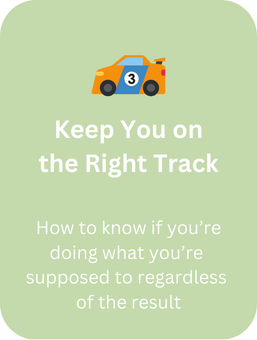 3
Keep You on
the Right Track
How to know if you’re
doing what you’re
supposed to regardless
of the result